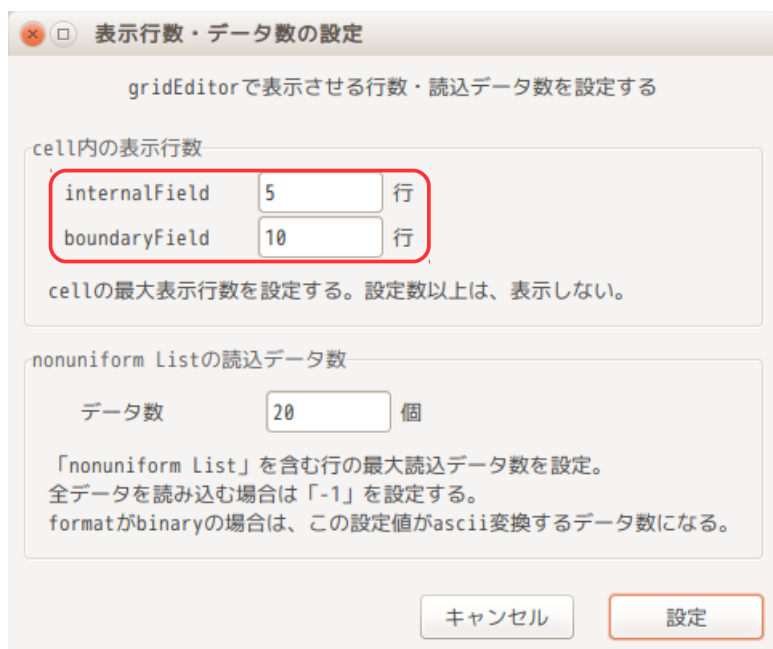 表示行数・データ数の設定
gridEditorで表示させる行数・読込データ数を設定する
cell内の表示行数
internalField 5 行
boundaryField 10 行
cellの最大表示行数を設定する。設定数以上は、表示しない。
nonuniform Listの読込データ数
データ数 20 個
「nonuniform List」を含む行の最大読込データ数を設定。
全データを読み込む場合は「-1」を設定する。
formatがbinaryの場合は、この設定値がascii変換するデータ数になる。
キャンセル 設定